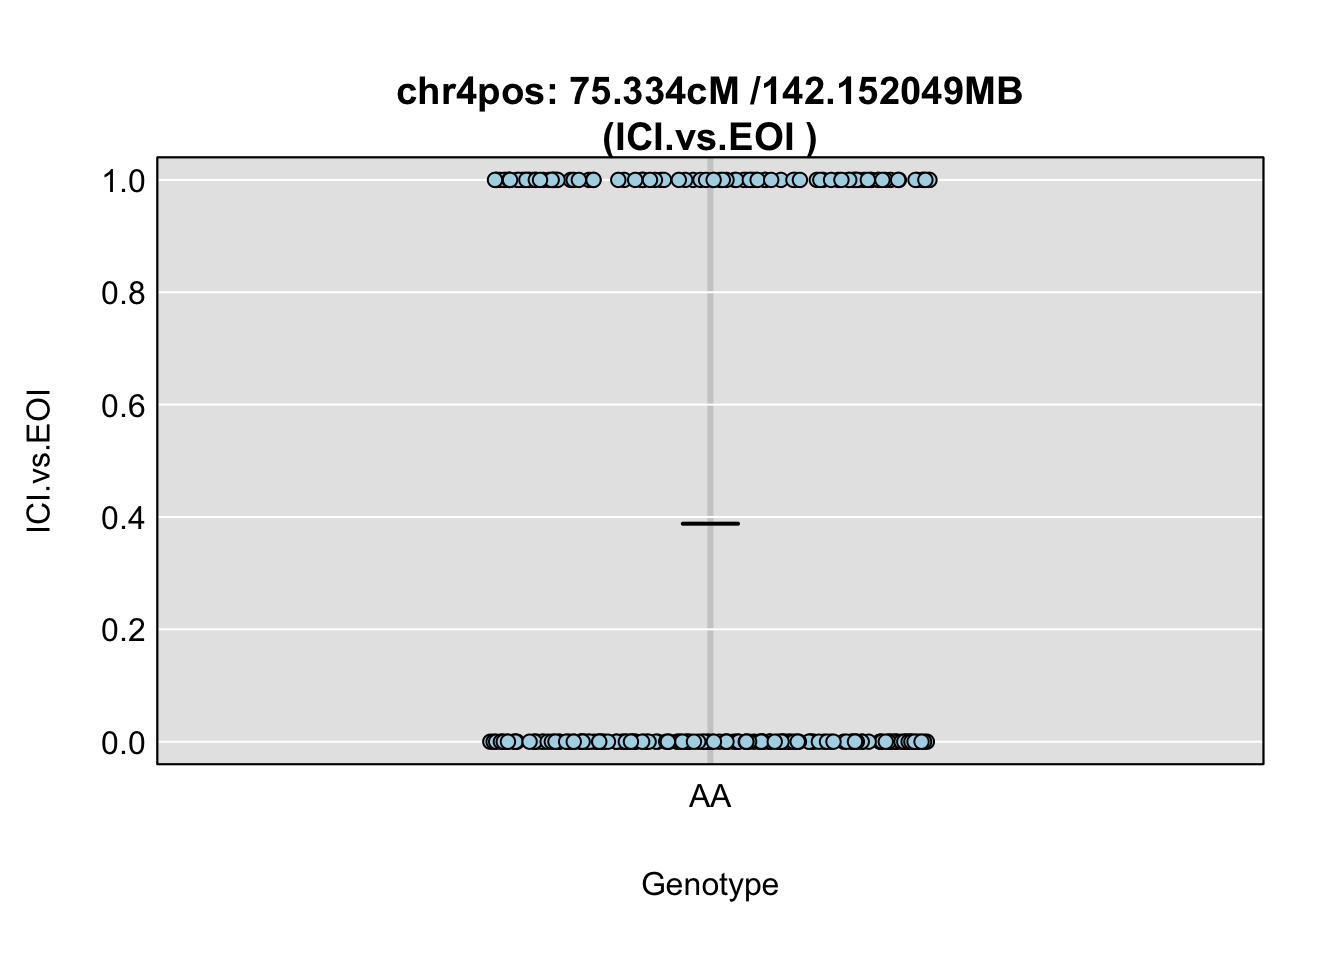 chr4pos: 75.334cM /142.152049MB
(ICI.vs.EOI )
1.0
0.8
0.6
0.4
0.2
0.0
ICI.vs.EOI
AA
Genotype